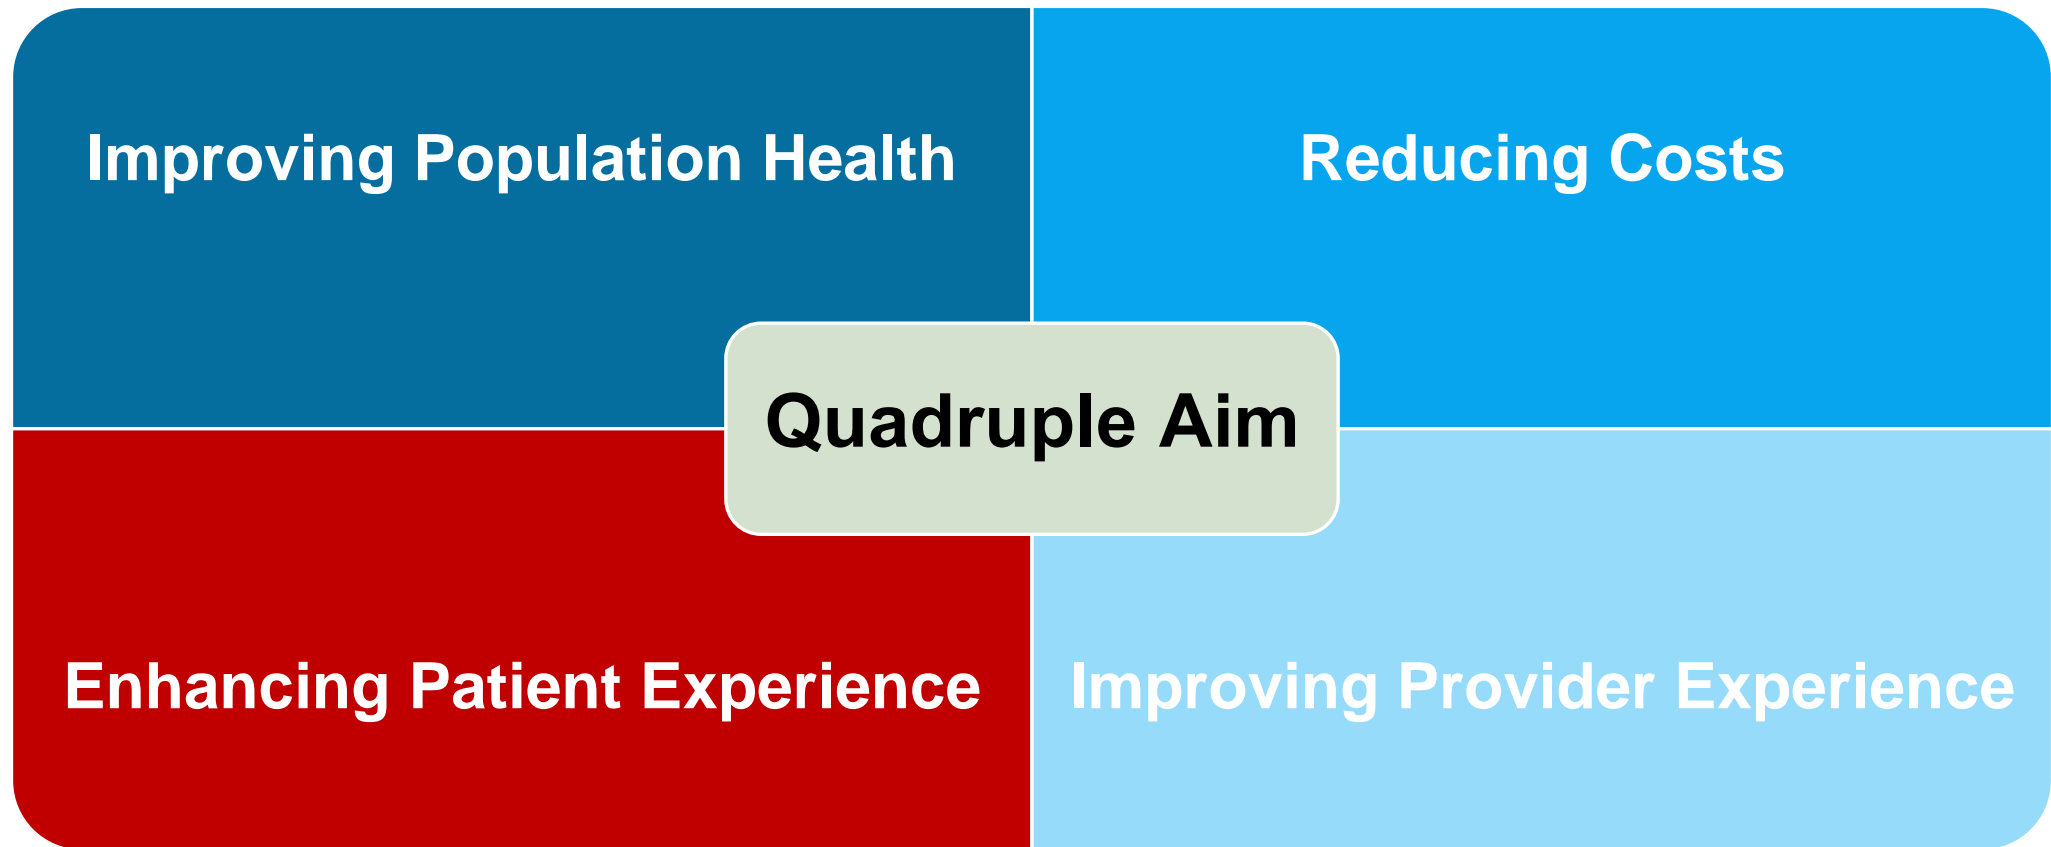 Improving Population Health
Reducing Costs
Quadruple Aim
Enhancing Patient Experience
Improving Provider Experience